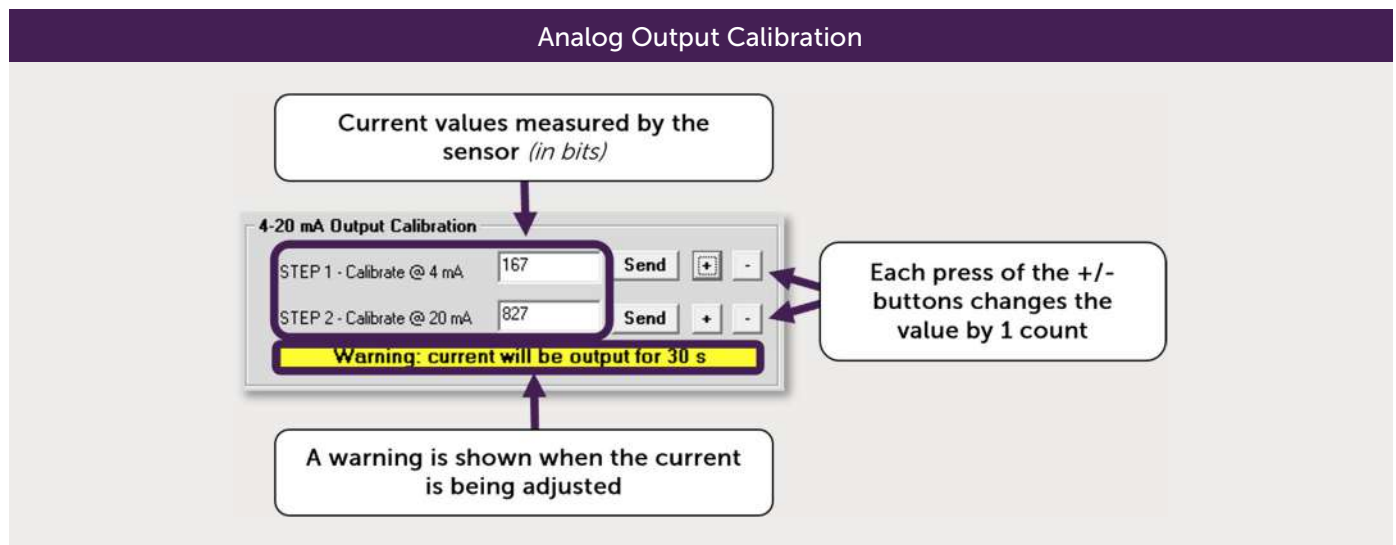 Analog Output Calibration
Current values measured by the
sensor (in bits)
4-20 mA Output Calibration
STEP 1 - Calibrate @ 4 mA 167 Send + -
STEP 2 - Calibrate @ 20 mA 827 Send + -
Warning: current will be output for 30 s
Each press of the +/-
buttons changes the
value by 1 count
A warning is shown when the current
is being adjusted